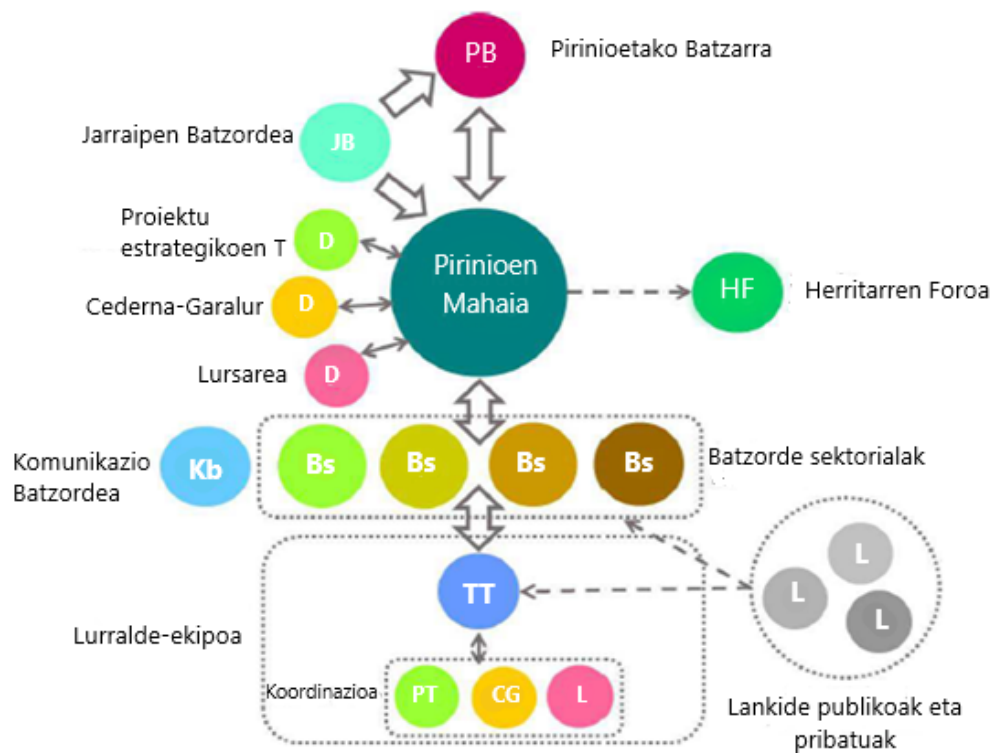 PB
Pirinioetako Batzarra
Jarraipen Batzordea
JB
Proiektu
estrategikoen T
D
Pirinioen
Mahaia
HF
Herritarren Foroa
Cederna-Garalur
D
Lursarea
D
Komunikazio
Batzordea
Kb
Bs
Bs
Bs
Bs
Batzorde sektorialak
L
L
L
TT
Lurralde-ekipoa
Koordinazioa
PT
CG
L
Lankide publikoak eta
pribatuak